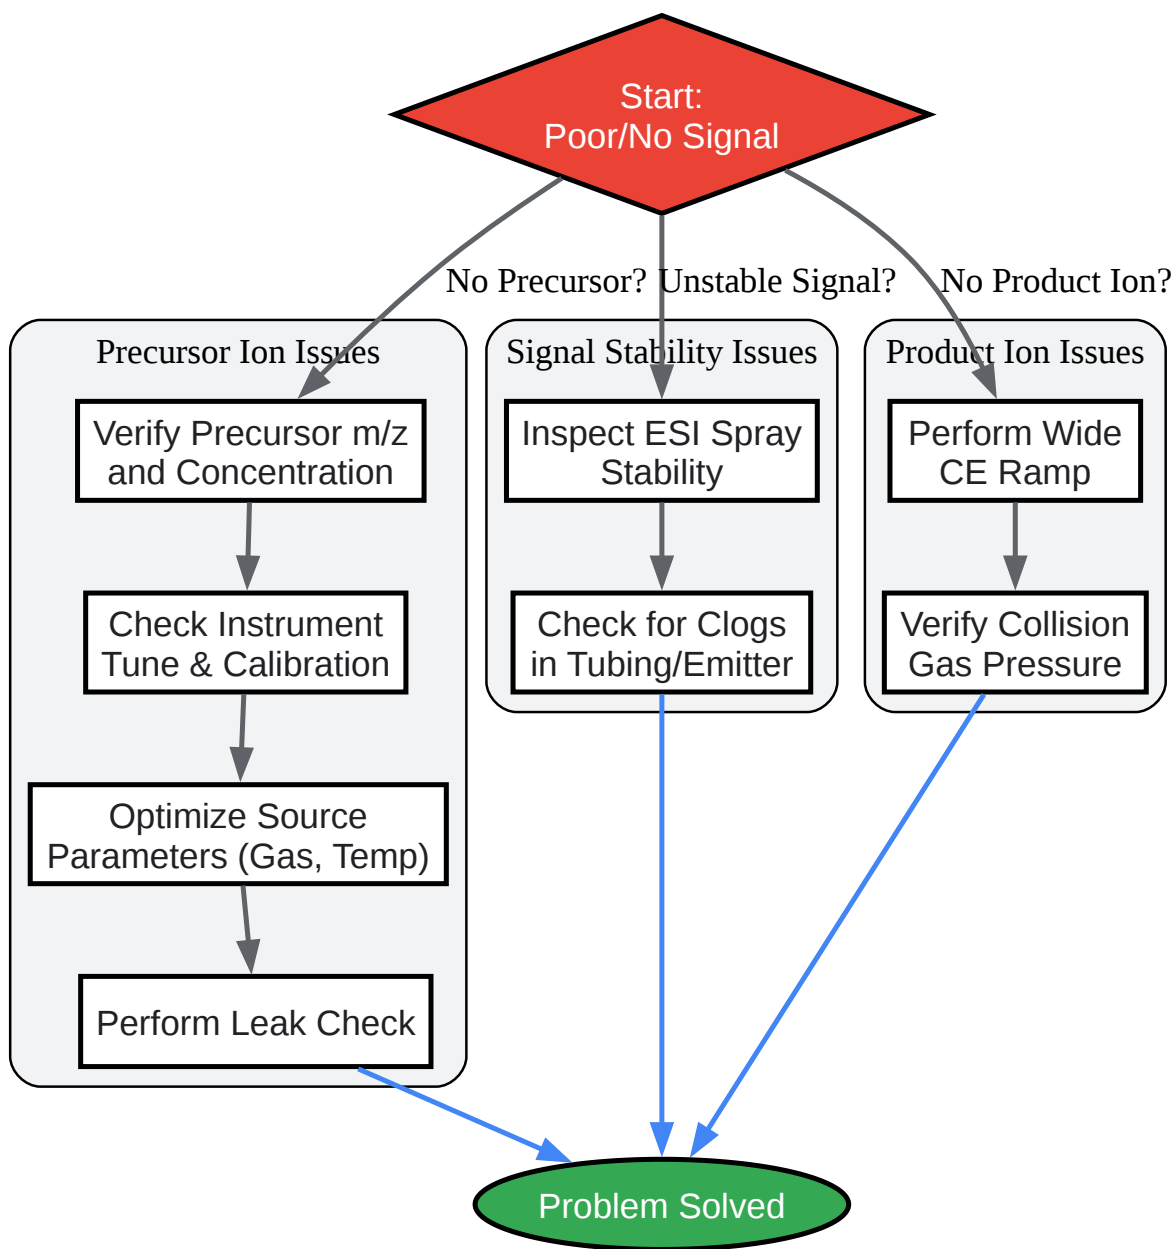 Start:
Poor/No Signal
No Precursor?
Unstable Signal?
No Product Ion?
Precursor Ion Issues
Verify Precursor m/z
and Concentration
Check Instrument
Tune & Calibration
Optimize Source
Parameters (Gas, Temp)
Perform Leak Check
Signal Stability Issues
Inspect ESI Spray
Stability
Check for Clogs
in Tubing/Emitter
Product Ion Issues
Perform Wide
CE Ramp
Verify Collision
Gas Pressure
Problem Solved